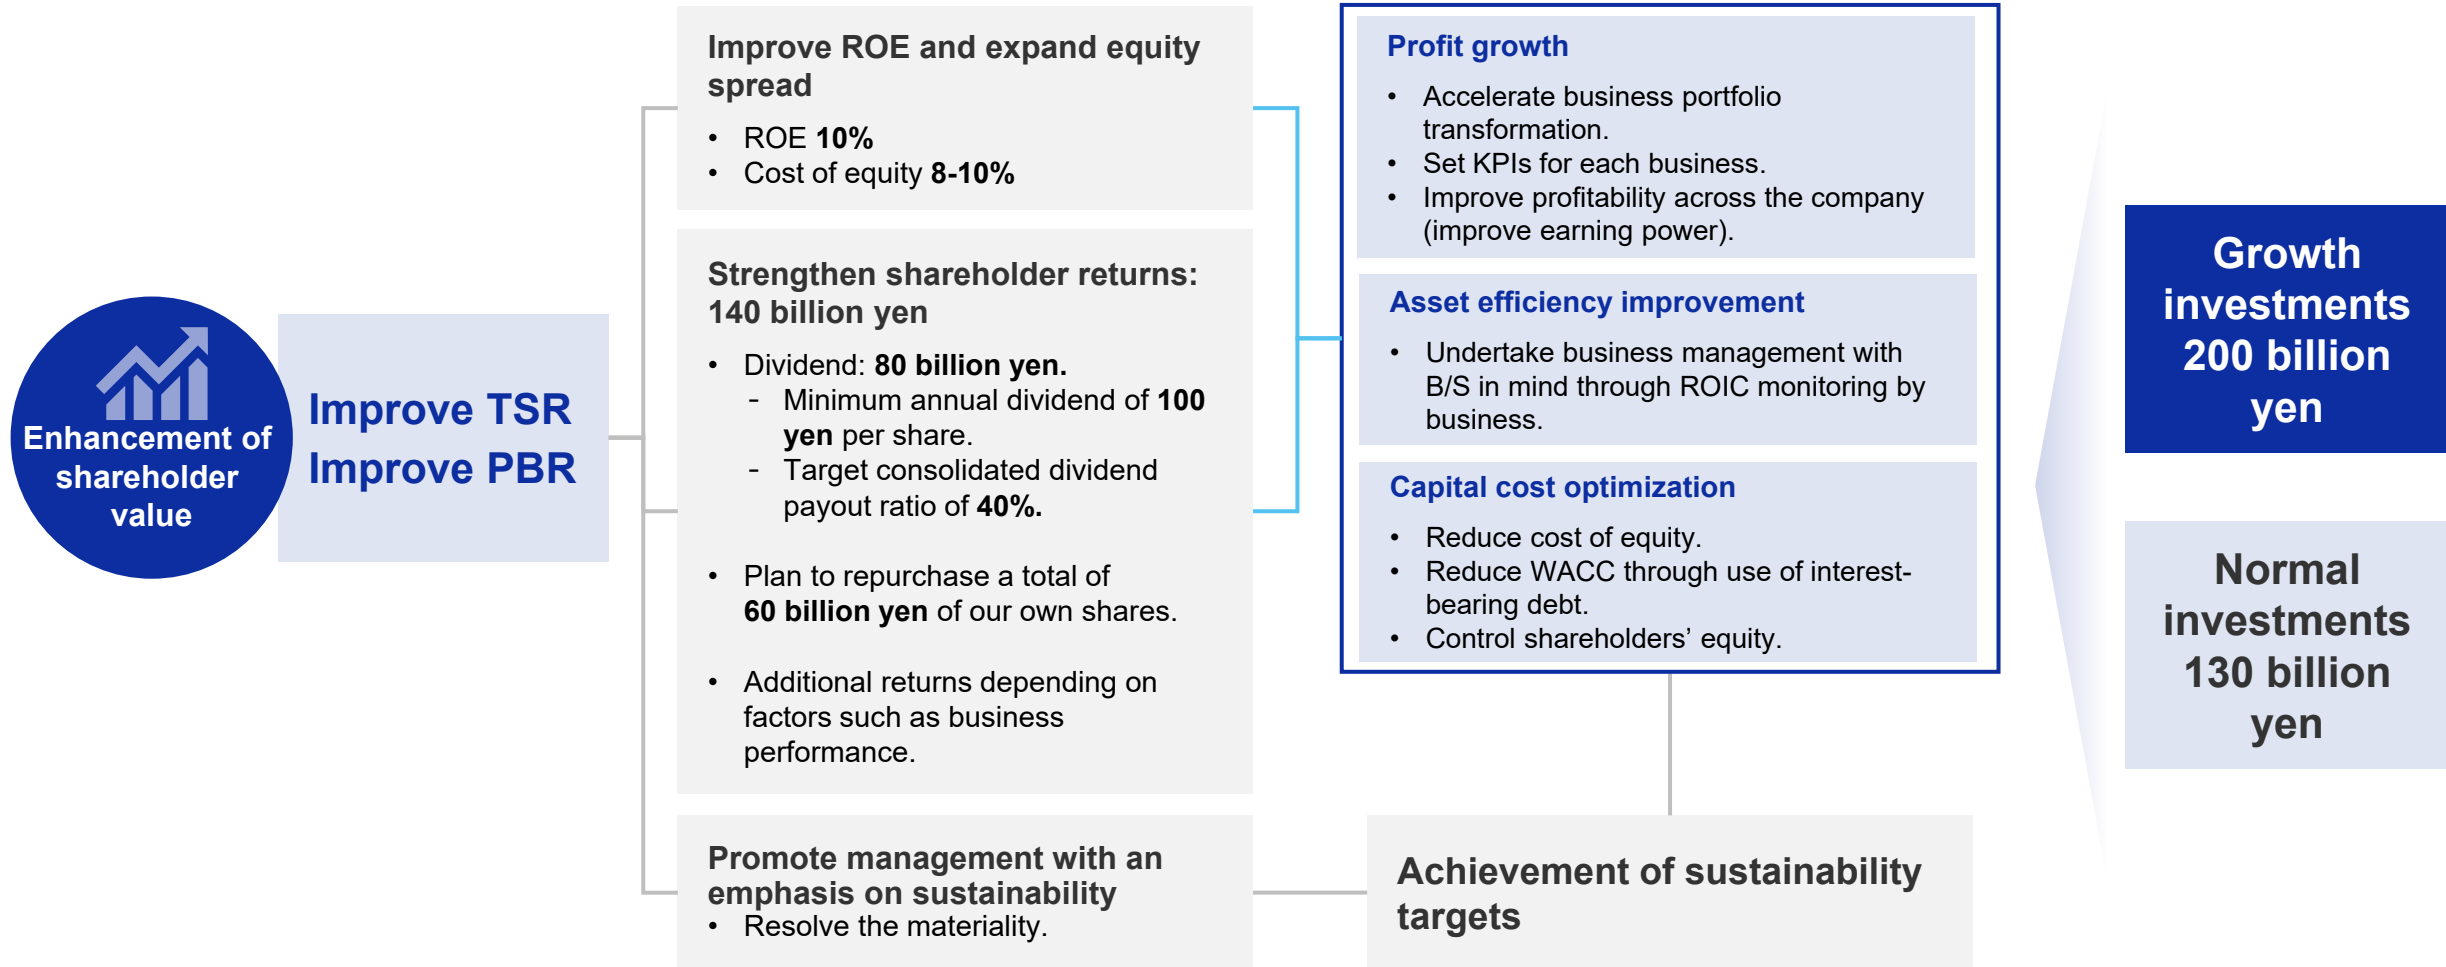 Enhancement of
shareholder
value
Improve TSR
Improve PBR
Improve ROE and expand equity
spread
• ROE 10%
• Cost of equity 8-10%
Strengthen shareholder returns:
140 billion yen
• Dividend: 80 billion yen.
- Minimum annual dividend of 100
yen per share.
- Target consolidated dividend
payout ratio of 40%.
• Plan to repurchase a total of
60 billion yen of our own shares.
• Additional returns depending on
factors such as business
performance.
Promote management with an
emphasis on sustainability
• Resolve the materiality.
Profit growth
• Accelerate business portfolio
transformation.
• Set KPIs for each business.
• Improve profitability across the company
(improve earning power).
Asset efficiency improvement
• Undertake business management with
B/S in mind through ROIC monitoring by
business.
Capital cost optimization
• Reduce cost of equity.
• Reduce WACC through use of interest-
bearing debt.
• Control shareholders’ equity.
Achievement of sustainability
targets
Growth
investments
200 billion
yen
Normal
investments
130 billion
yen